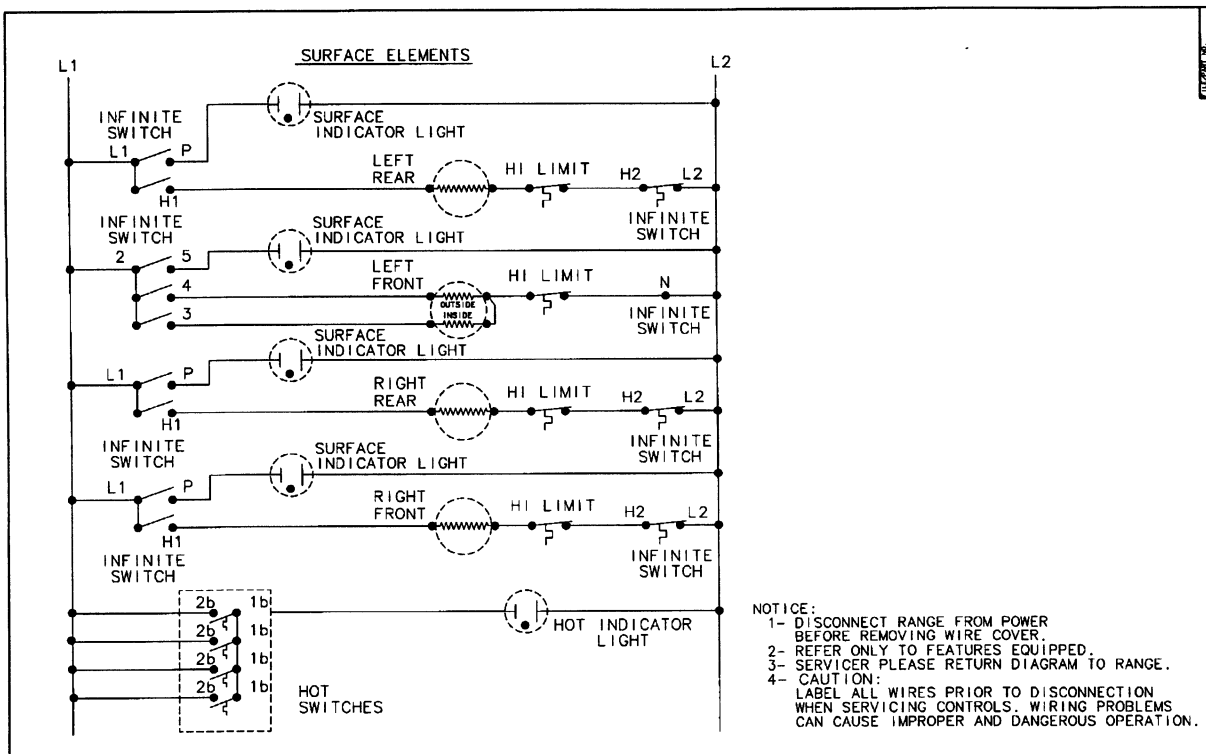 SURFACE ELEMENTS
L1
L2
INFINITE
SWITCH
SURFACE
INDICATOR LIGHT
L1
P
LEFT
REAR
HI LIMIT
H2
L2
H1
INFINITE
SWITCH
INFINITE
SWITCH
SURFACE
INDICATOR LIGHT
2
5
LEFT
FRONT
HI LIMIT
N
4
OUTSIDE
INSIDE
INFINITE
SWITCH
3
SURFACE
INDICATOR LIGHT
L1
P
RIGHT
REAR
HI LIMIT
H2
L2
H1
INFINITE
SWITCH
INFINITE
SWITCH
SURFACE
INDICATOR LIGHT
L1
P
RIGHT
FRONT
HI LIMIT
H2
L2
H1
INFINITE
SWITCH
INFINITE
SWITCH
2b 1b
2b 1b
2b 1b
2b 1b
HOT
SWITCHES
HOT INDICATOR
LIGHT
NOTICE:
1- DISCONNECT RANGE FROM POWER
BEFORE REMOVING WIRE COVER.
2- REFER ONLY TO FEATURES EQUIPPED.
3- SERVICER PLEASE RETURN DIAGRAM TO RANGE.
4- CAUTION:
LABEL ALL WIRES PRIOR TO DISCONNECTION
WHEN SERVICING CONTROLS. WIRING PROBLEMS
CAN CAUSE IMPROPER AND DANGEROUS OPERATION.